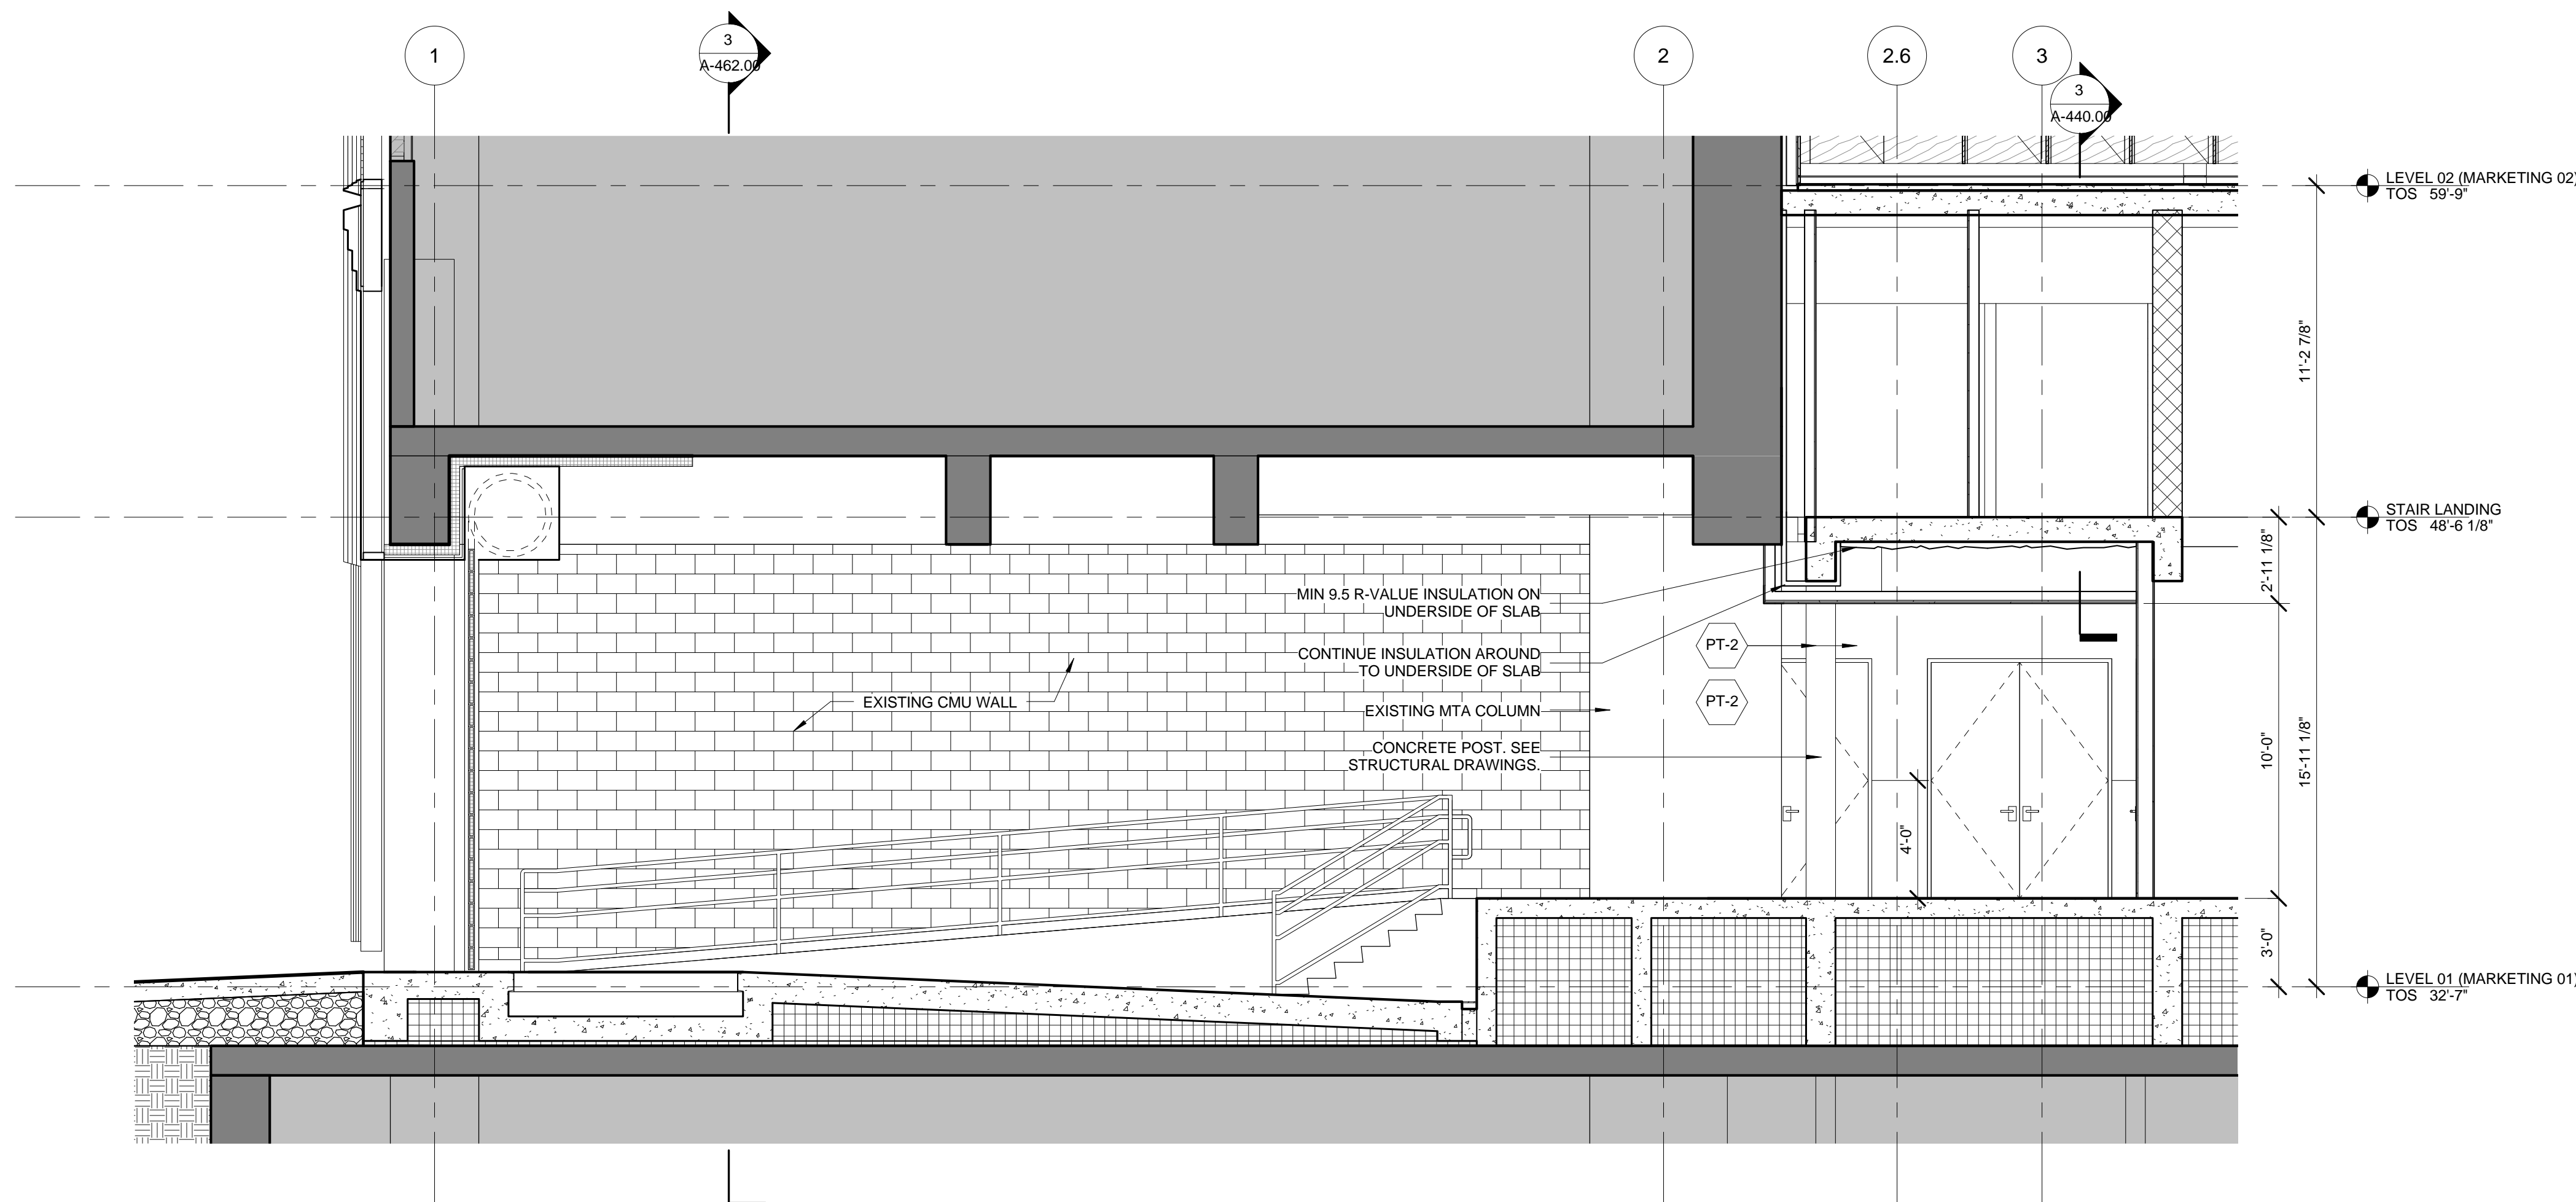 1
3
A-462.00
2
2.6
3
3
A-440.00
LEVEL 02 (MARKETING 02)
TOS 59'-9"
11'-2 7/8"
STAIR LANDING
TOS 48'-6 1/8"
2'-11 1/8"
MIN 9.5 R-VALUE INSULATION ON
UNDERSIDE OF SLAB
CONTINUE INSULATION AROUND
TO UNDERSIDE OF SLAB
PT-2
EXISTING CMU WALL
EXISTING MTA COLUMN
PT-2
CONCRETE POST. SEE
STRUCTURAL DRAWINGS.
10'-0"
15'-11 1/8"
4'-0"
3'-0"
LEVEL 01 (MARKETING 01)
TOS 32'-7"